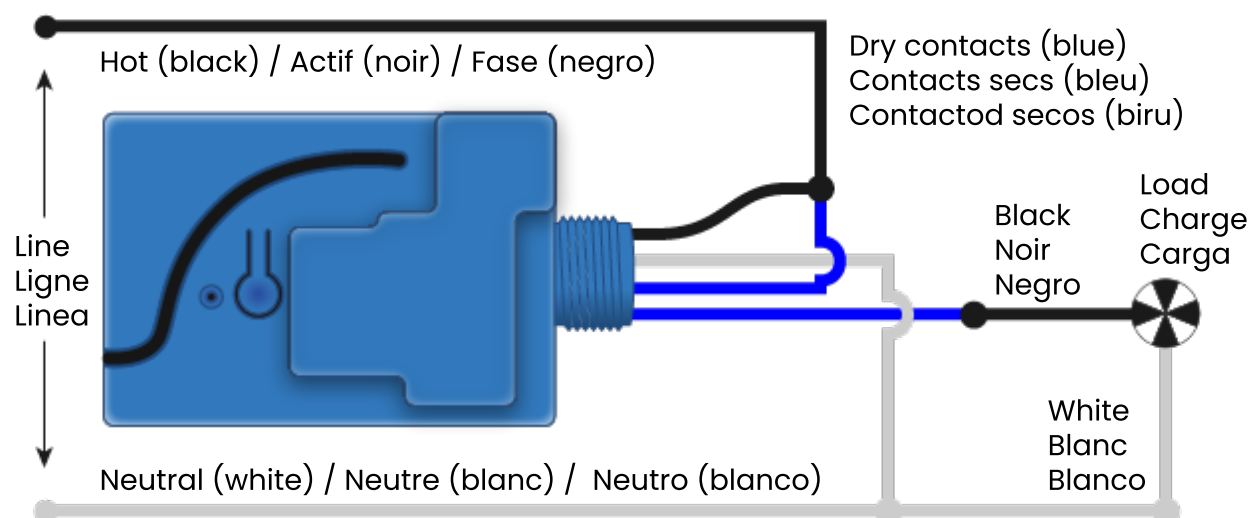 Hot (black) / Actif (noir) / Fase (negro)
Dry contacts (blue)
Contacts secs (bleu)
Contactod secos (biru)
Line
Ligne
Linea
Black
Noir
Negro
Load
Charge
Carga
White
Blanc
Blanco
Neutral (white) / Neutre (blanc) / Neutro (blanco)